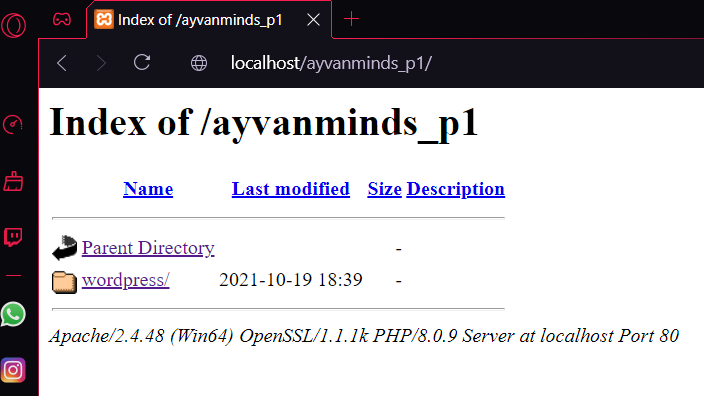 Index of /ayvanminds_p1
localhost/ayvanminds_p1/
Index of /ayvanminds_p1
Name Last modified Size Description
Parent Directory -
wordpress/ 2021-10-19 18:39 -
Apache/2.4.48 (Win64) OpenSSL/1.1.1k PHP/8.0.9 Server at localhost Port 80